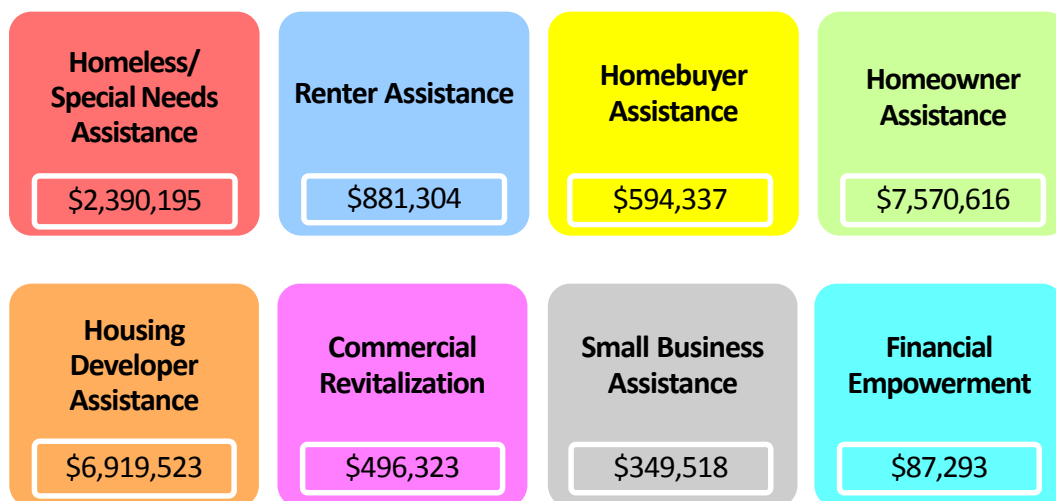 Homeless/
Special Needs
Assistance
$2,390,195
Renter Assistance
$881,304
Homebuyer
Assistance
$594,337
Homeowner
Assistance
$7,570,616
Housing
Developer
Assistance
$6,919,523
Commercial
Revitalization
$496,323
Small Business
Assistance
$349,518
Financial
Empowerment
$87,293